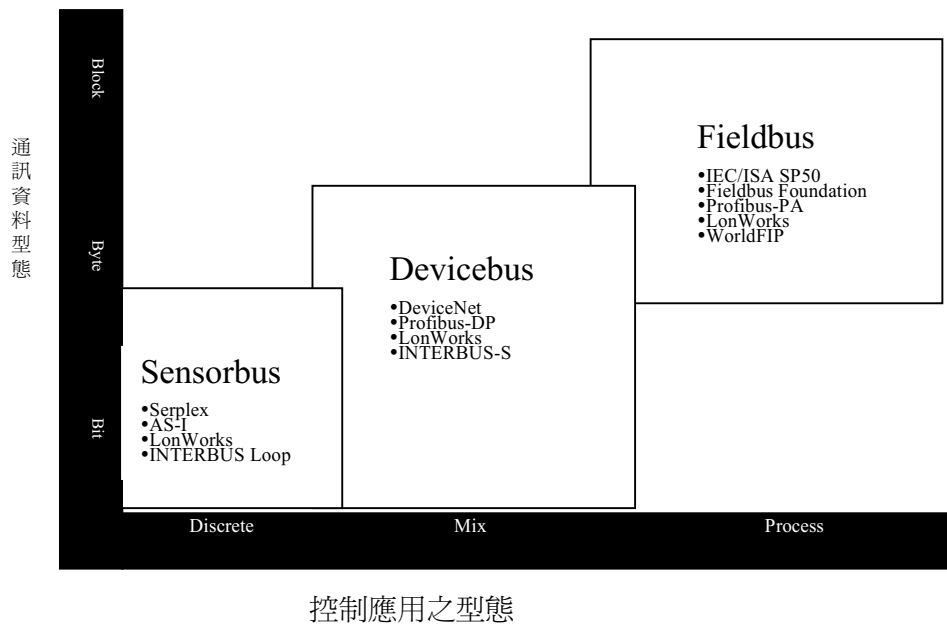 通訊資料型態
Block
Byte
Bit
Fieldbus
•IEC/ISA SP50
•Fieldbus Foundation
•Profibus-PA
•LonWorks
•WorldFIP
Devicebus
•DeviceNet
•Profibus-DP
•LonWorks
•INTERBUS-S
Sensorbus
•Serplex
•AS-I
•LonWorks
•INTERBUS Loop
Discrete
Mix
Process
控制應用之型態